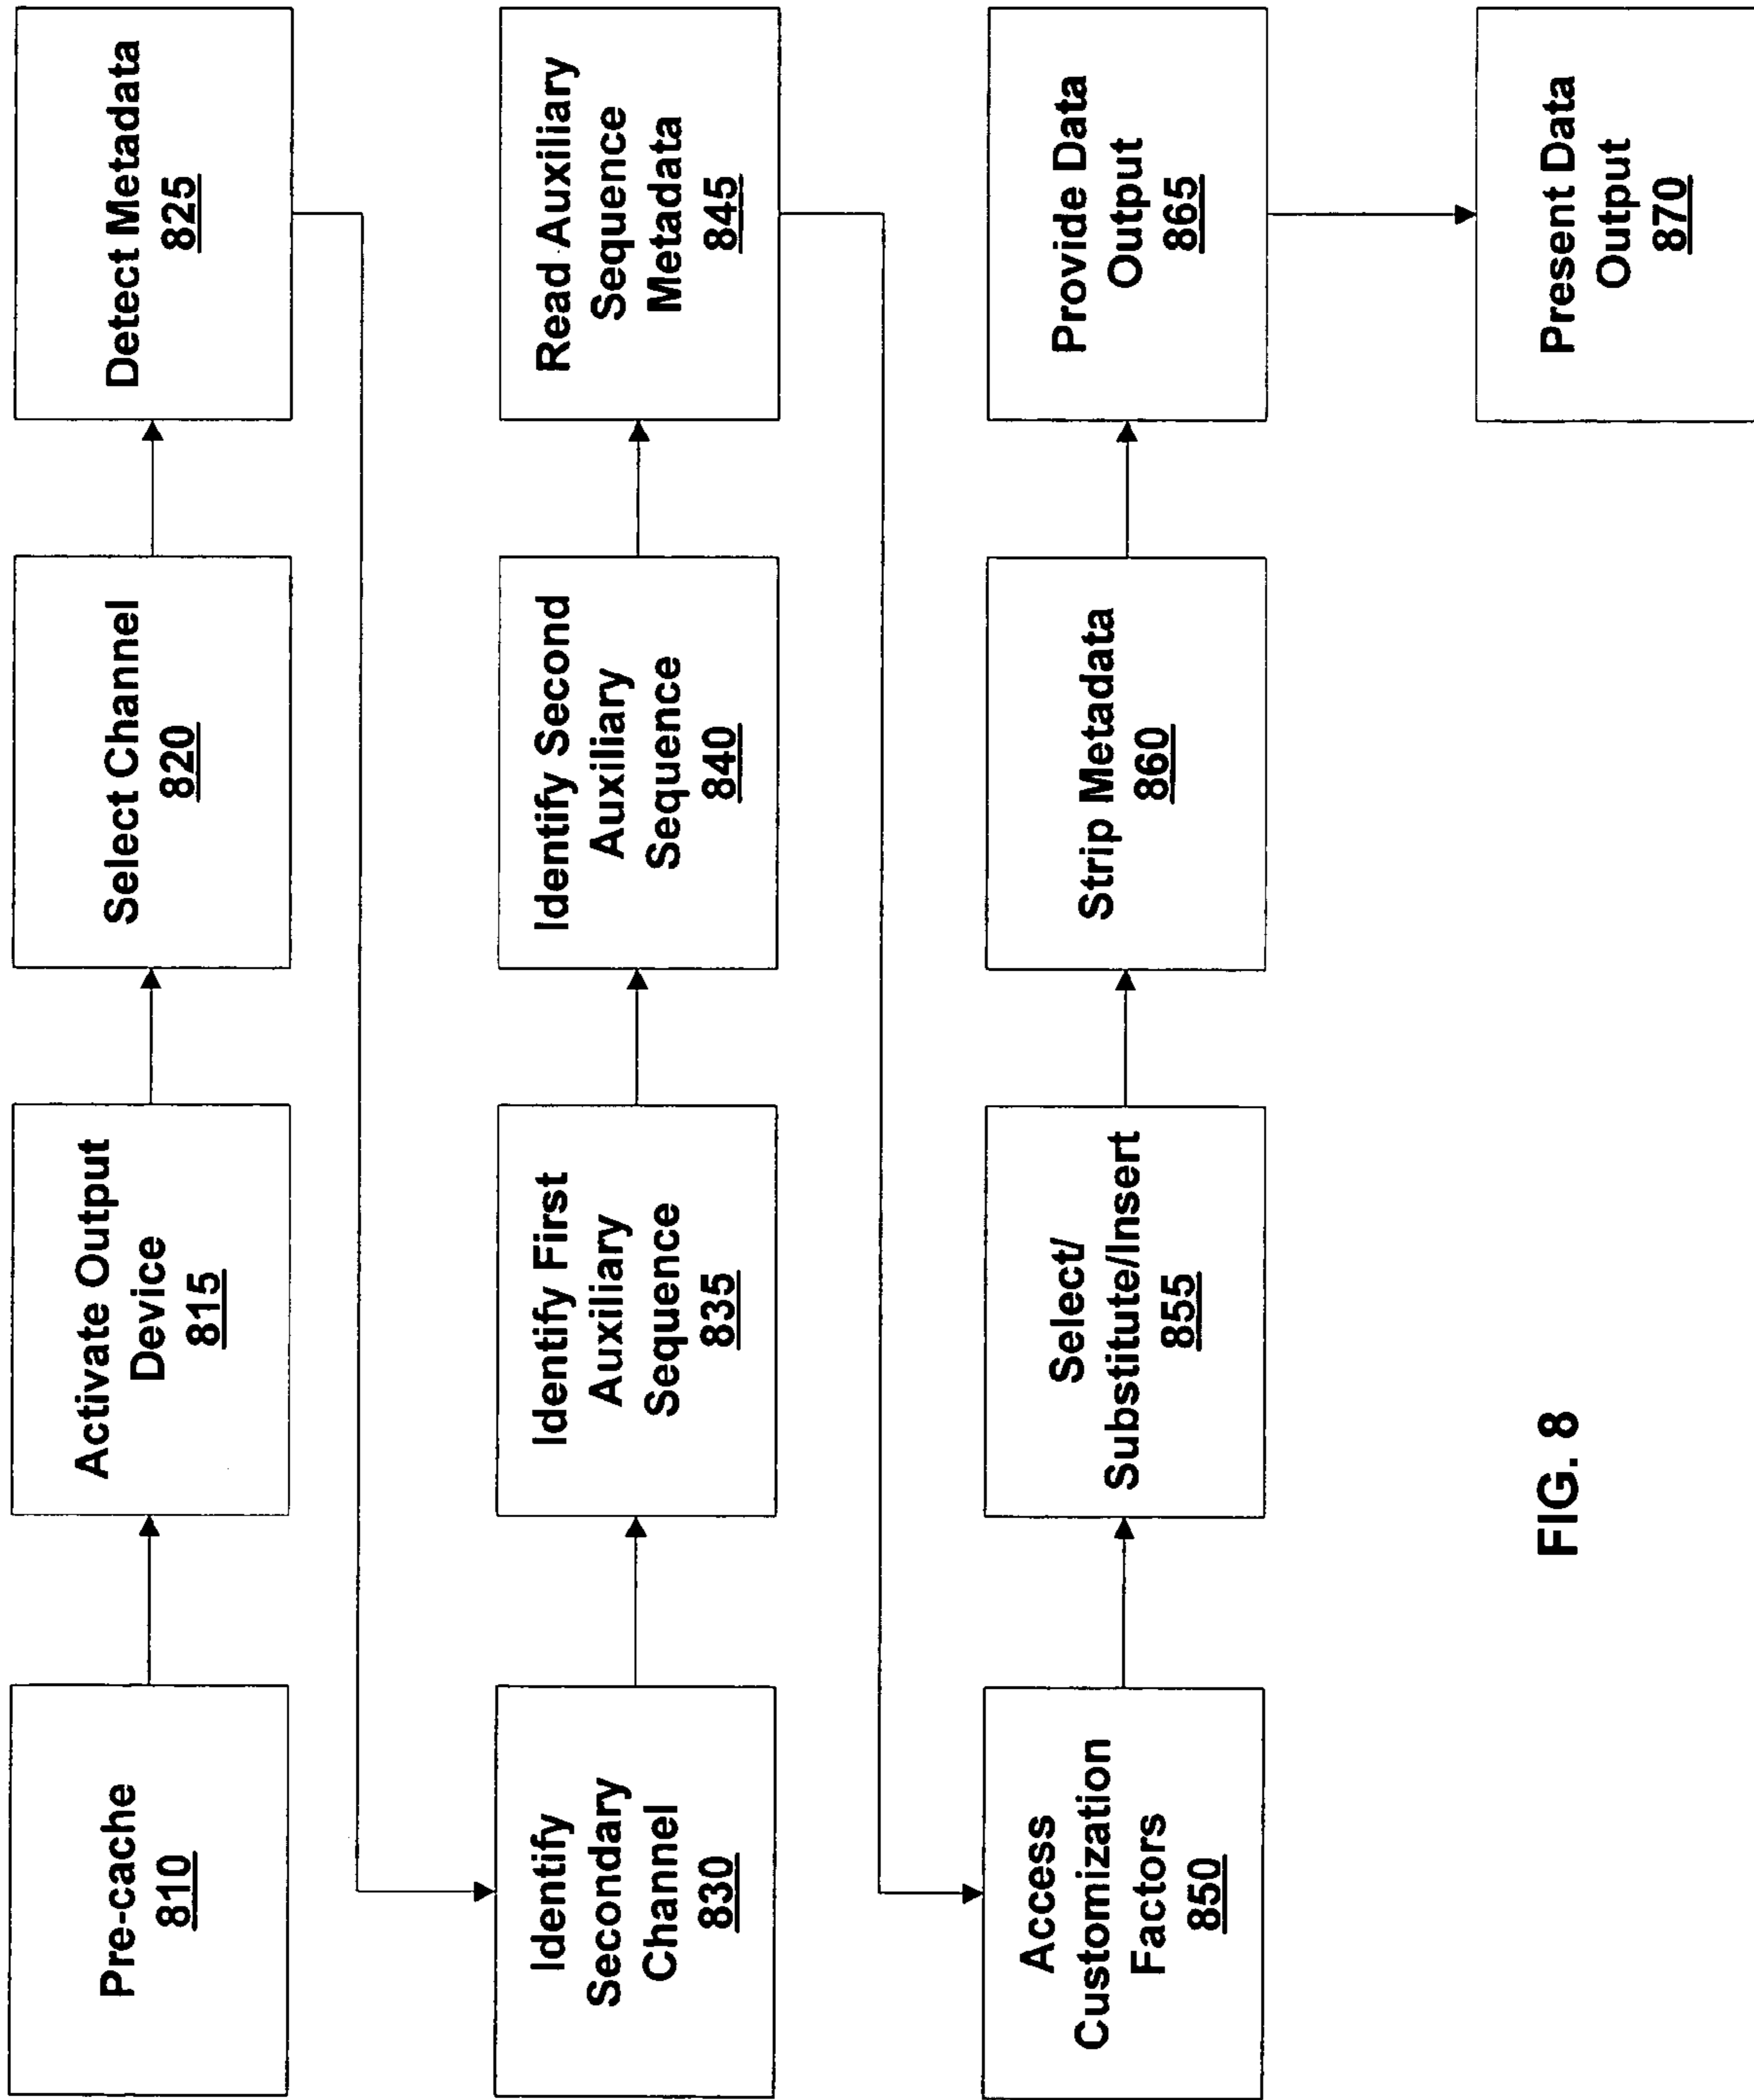 Pre-cache
810
Activate Output
Device
815
Select Channel
820
Detect Metadata
825
Identify
Secondary
Channel
830
Identify First
Auxiliary
Sequence
835
Identify Second
Auxiliary
Sequence
840
Read Auxiliary
Sequence
Metadata
845
Access
Customization
Factors
850
Select/
Substitute/Insert
855
Strip Metadata
860
Provide Data
Output
865
Present Data
Output
870
FIG. 8